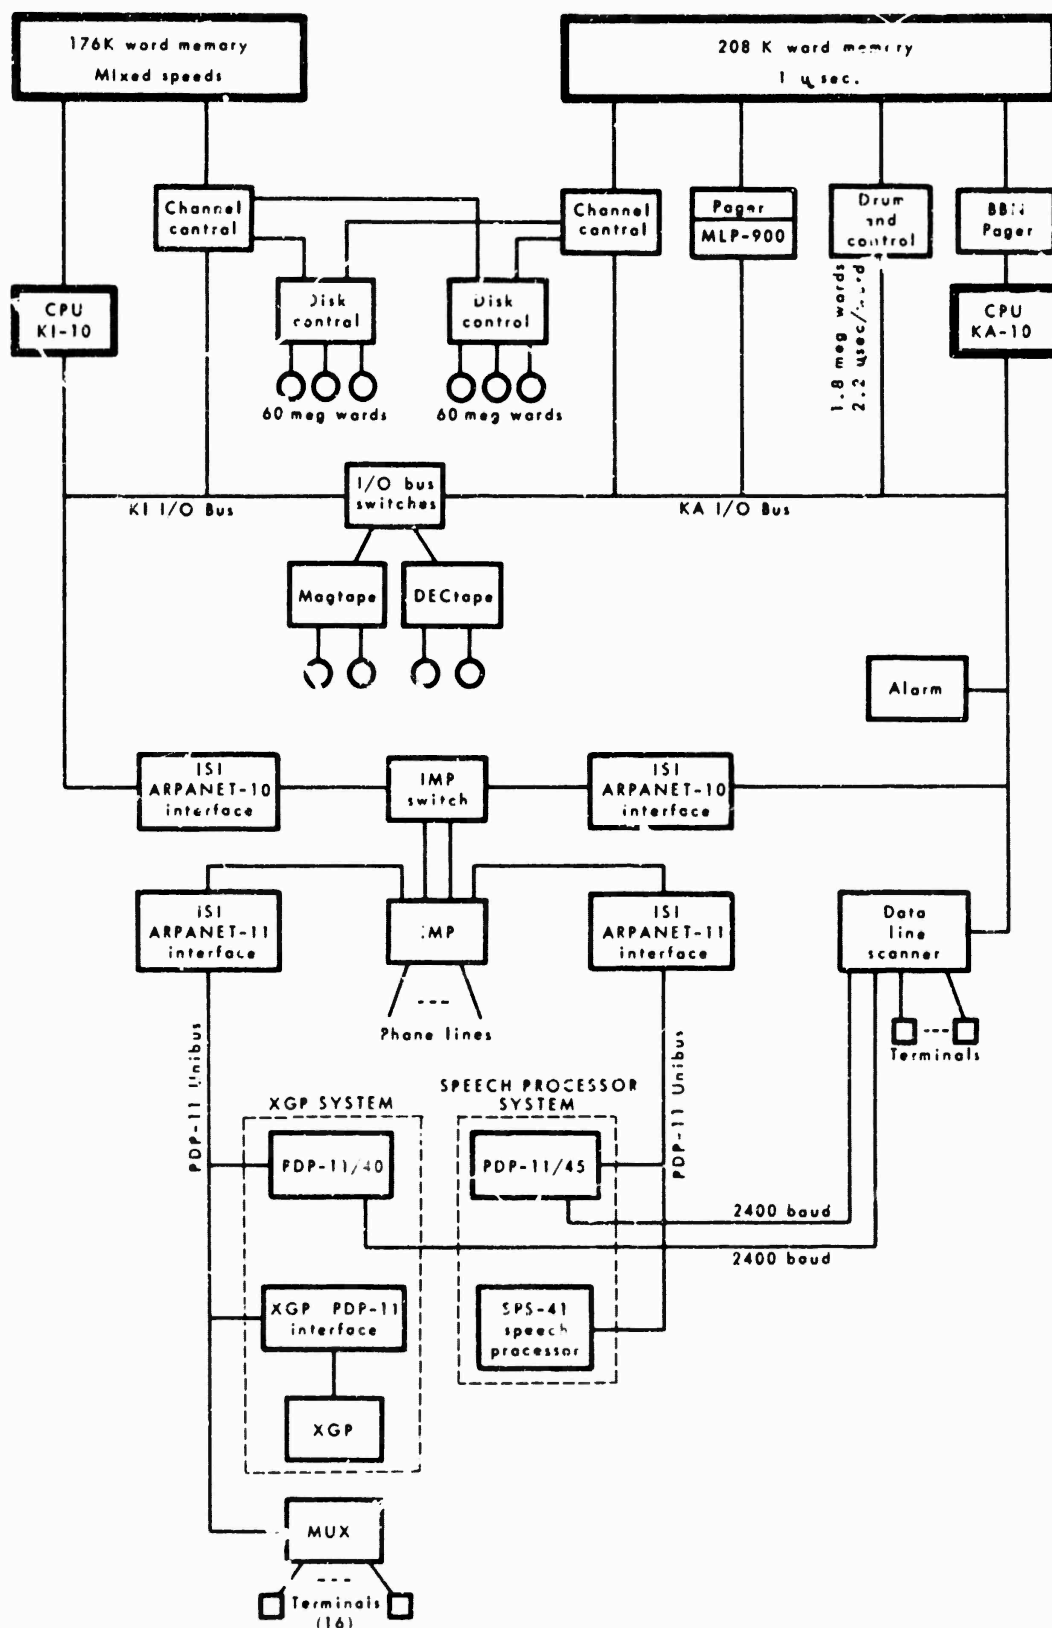 176K word memory
Mixed speeds
208 K word memory
1 μ sec.
Channel
control
Channel
control
Pager
MLP-900
Drum
and
control
BBN
Pager
CPU
KI-10
Disk
control
Disk
control
CPU
KA-10
1.8 meg words
2.2 μsec/word
60 meg words
60 meg words
I/O bus
switches
KI I/O Bus
KA I/O Bus
Magtape
DECtape
Alarm
ISI
ARPANET-10
interface
IMP
switch
ISI
ARPANET-10
interface
ISI
ARPANET-11
interface
IMP
ISI
ARPANET-11
interface
Data
line
scanner
---
Phone lines
---
Terminals
PDP-11 Unibus
PDP-11 Unibus
XGP SYSTEM
SPEECH PROCESSOR
SYSTEM
PDP-11/40
PDP-11/45
2400 baud
2400 baud
XGP PDP-11
interface
SPS-41
speech
processor
XGP
MUX
---
Terminals
(16)